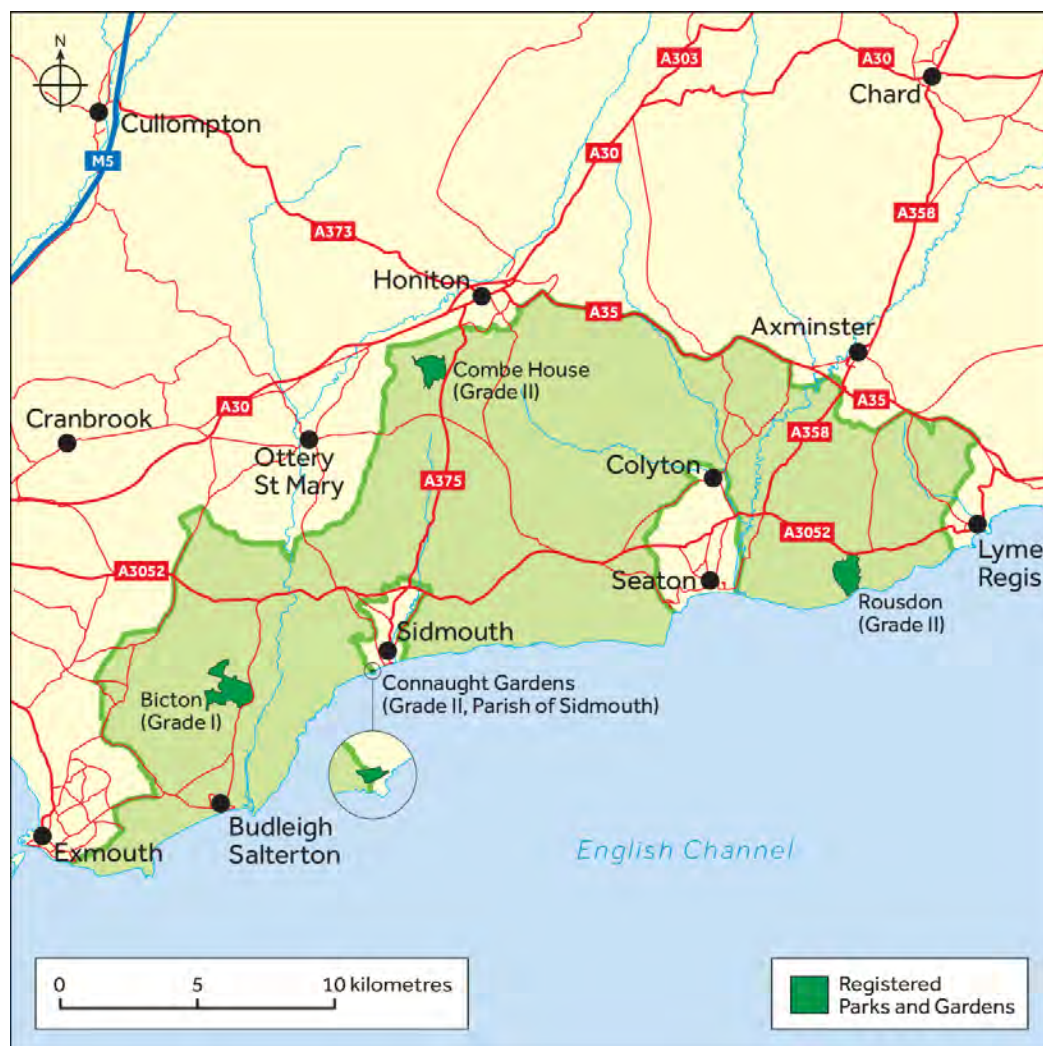 N
A303
A30
Chard
Cullompton
M5
A30
A358
A373
Honiton
A35
Axminster
Combe House
(Grade II)
A35
Cranbrook
A30
Ottery
St Mary
A358
Colyton
A375
A3052
Lyme
Regis
A3052
Seaton
Rousdon
(Grade II)
Sidmouth
Connaught Gardens
(Grade II, Parish of Sidmouth)
Bicton
(Grade I)
Budleigh
Salterton
Exmouth
English Channel
0 5 10 kilometres
Registered
Parks and Gardens